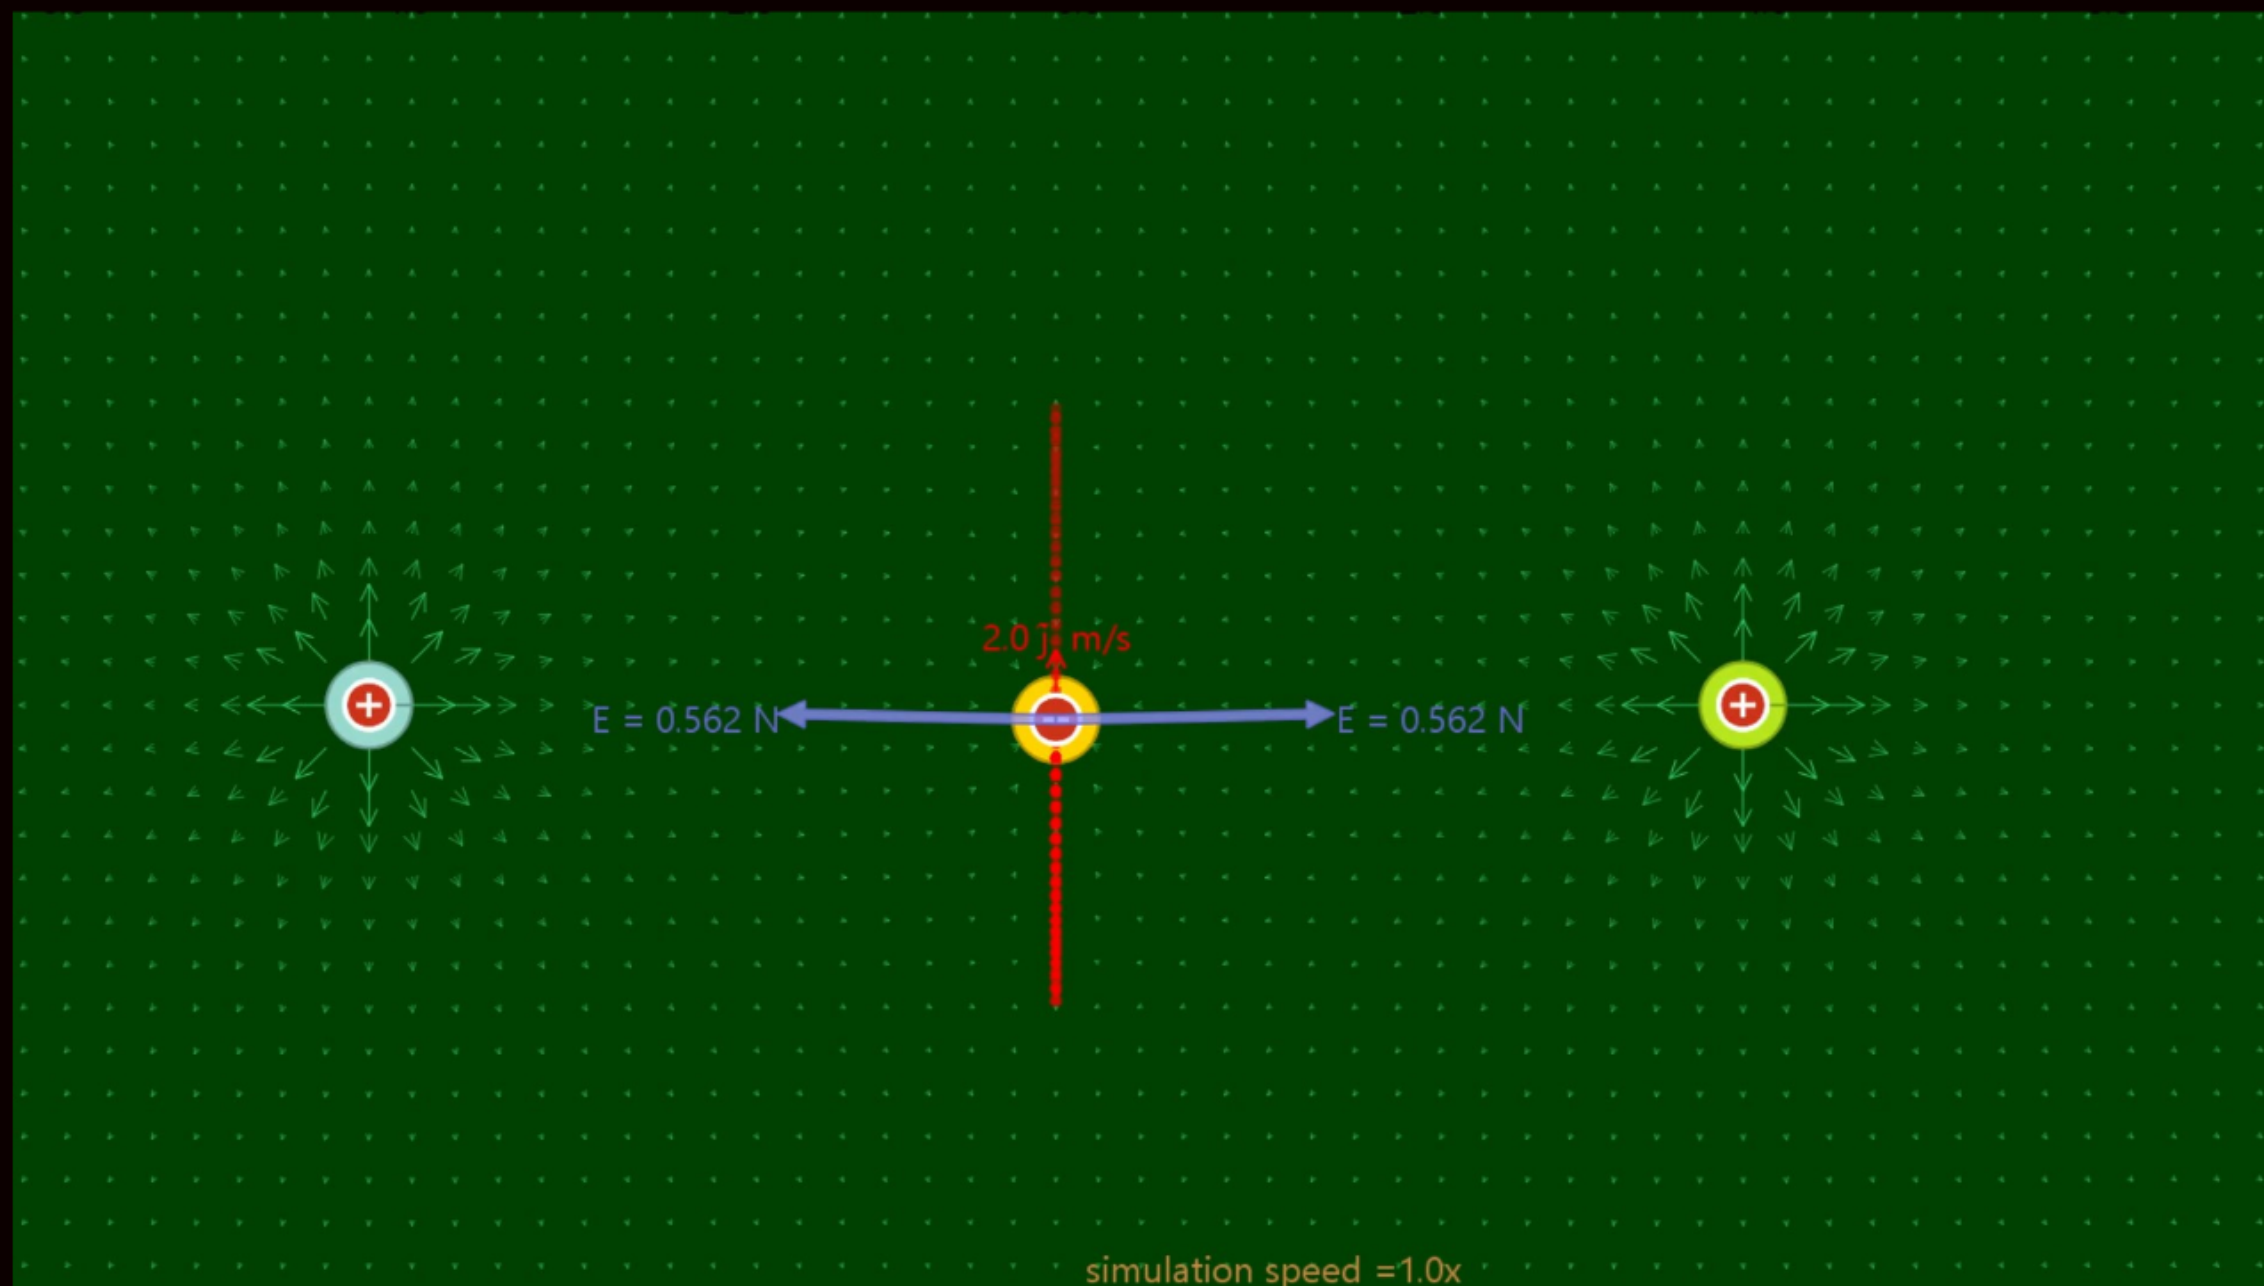 2.0 ĵ m/s
E = 0.562 N
E = 0.562 N
simulation speed =1.0x